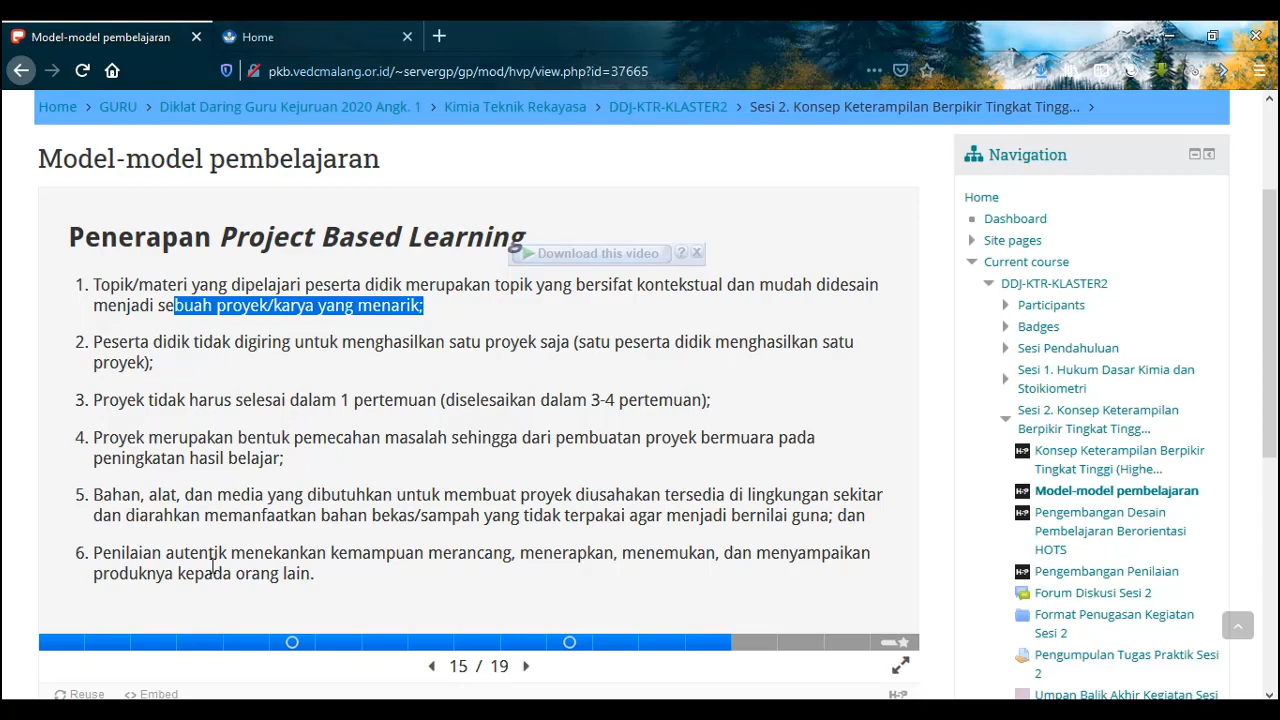 Model-model pembelajaran
Home
pkb.vedcmalang.or.id/~servergp/gp/mod/hvp/view.php?id=37665
Home > GURU > Diklat Daring Guru Kejuruan 2020 Angk. 1 > Kimia Teknik Rekayasa > DDJ-KTR-KLASTER2 > Sesi 2. Konsep Keterampilan Berpikir Tingkat Tingg... >
Model-model pembelajaran
Penerapan Project Based Learning
Download this video ?
1. Topik/materi yang dipelajari peserta didik merupakan topik yang bersifat kontekstual dan mudah didesain
menjadi sebuah proyek/karya yang menarik;
2. Peserta didik tidak digiring untuk menghasilkan satu proyek saja (satu peserta didik menghasilkan satu
proyek);
3. Proyek tidak harus selesai dalam 1 pertemuan (diselesaikan dalam 3-4 pertemuan);
4. Proyek merupakan bentuk pemecahan masalah sehingga dari pembuatan proyek bermuara pada
peningkatan hasil belajar;
5. Bahan, alat, dan media yang dibutuhkan untuk membuat proyek diusahakan tersedia di lingkungan sekitar
dan diarahkan memanfaatkan bahan bekas/sampah yang tidak terpakai agar menjadi bernilai guna; dan
6. Penilaian autentik menekankan kemampuan merancang, menerapkan, menemukan, dan menyampaikan
produknya kepada orang lain.
15 / 19
Reuse
<> Embed
H-P
Navigation
Home
Dashboard
Site pages
Current course
DDJ-KTR-KLASTER2
Participants
Badges
Sesi Pendahuluan
Sesi 1. Hukum Dasar Kimia dan
Stoikiometri
Sesi 2. Konsep Keterampilan
Berpikir Tingkat Tingg...
Konsep Keterampilan Berpikir
Tingkat Tinggi (Highe...
Model-model pembelajaran
Pengembangan Desain
Pembelajaran Berorientasi
HOTS
Pengembangan Penilaian
Forum Diskusi Sesi 2
Format Penugasan Kegiatan
Sesi 2
Pengumpulan Tugas Praktik Sesi
2
Umpan Balik Akhir Kegiatan Sesi